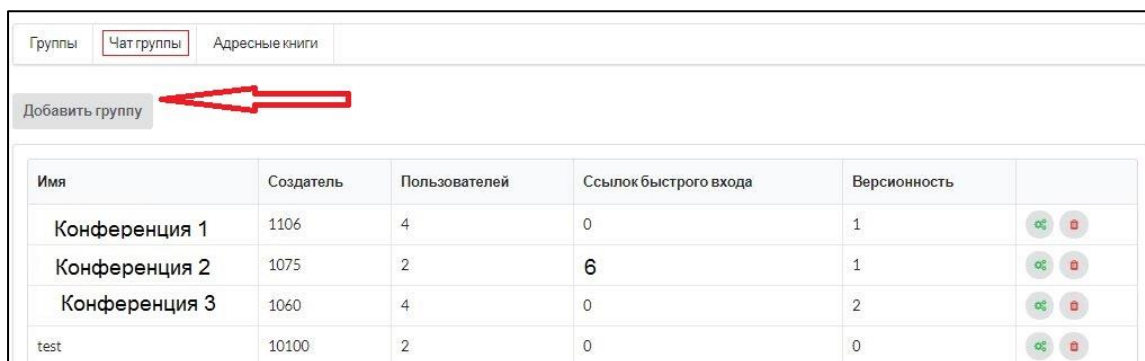 Группы Чат группы Адресные книги
Добавить группу
Имя Создатель Пользователей Ссылок быстрого входа Версионность
Конференция 1 1106 4 0 1
Конференция 2 1075 2 6 1
Конференция 3 1060 4 0 2
test 10100 2 0 0